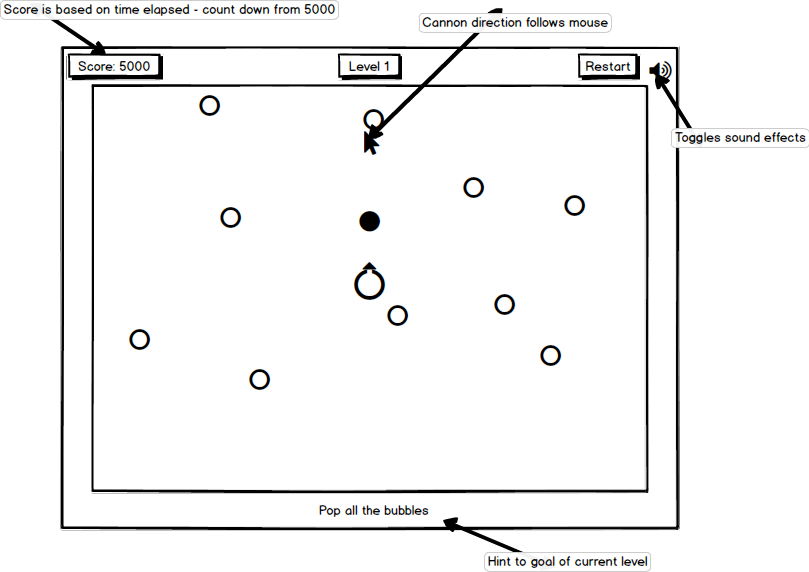 Score is based on time elapsed - count down from 5000
Cannon direction follows mouse
Score: 5000
Level 1
Restart
Toggles sound effects
Pop all the bubbles
Hint to goal of current level